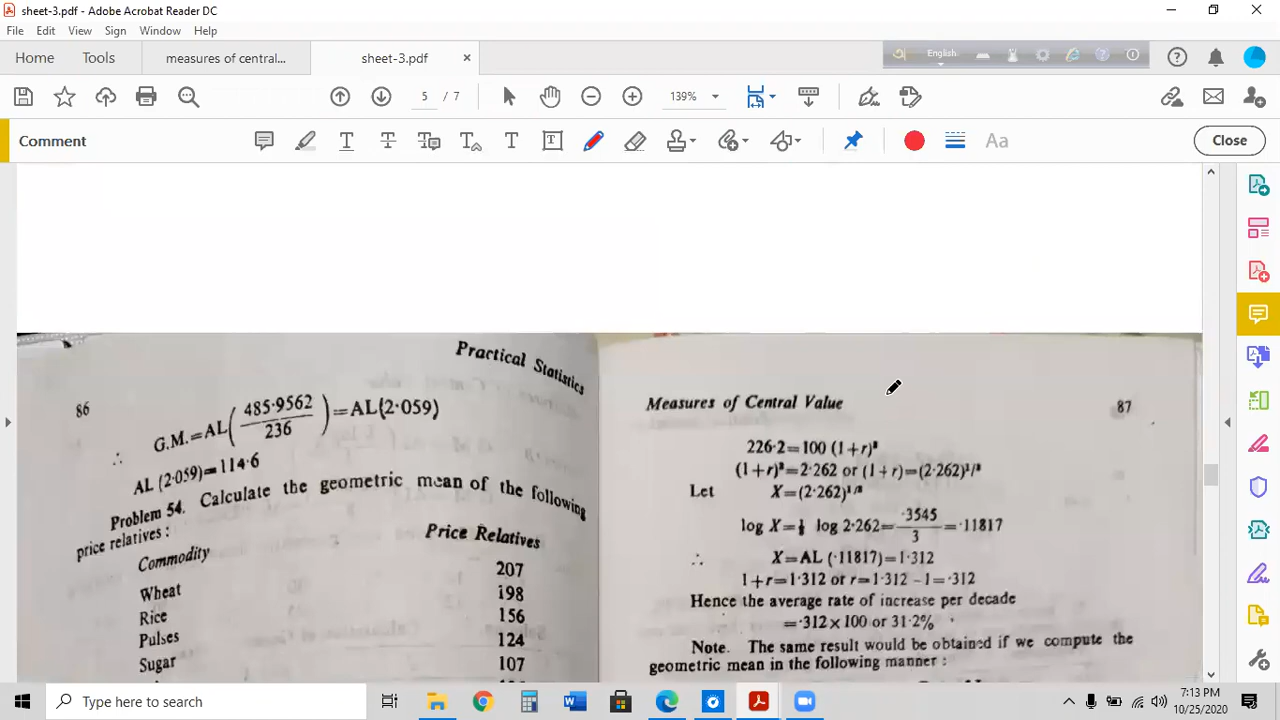 sheet-3.pdf - Adobe Acrobat Reader DC
File Edit View Sign Window Help
Home Tools measures of central... sheet-3.pdf ×
English
5 / 7 139%
Comment Close
Practical Statistics
86
∴ G.M.=AL(485·9562/236)=AL(2·059)
AL (2·059)=114·6
Problem 54. Calculate the geometric mean of the following
price relatives :
Commodity Price Relatives
Wheat 207
Rice 198
Pulses 156
Sugar 124
107
Measures of Central Value 87
226·2=100 (1+r)³
(1+r)³=2·262 or (1+r)=(2·262)¹/³
Let X=(2·262)¹/³
log X=⅓ log 2·262=·3545/3=·11817
∴ X=AL (·11817)=1·312
1+r=1·312 or r=1·312 -1=·312
Hence the average rate of increase per decade
=·312×100 or 31·2%
Note. The same result would be obtained if we compute the
geometric mean in the following manner :
Type here to search
7:13 PM
10/25/2020